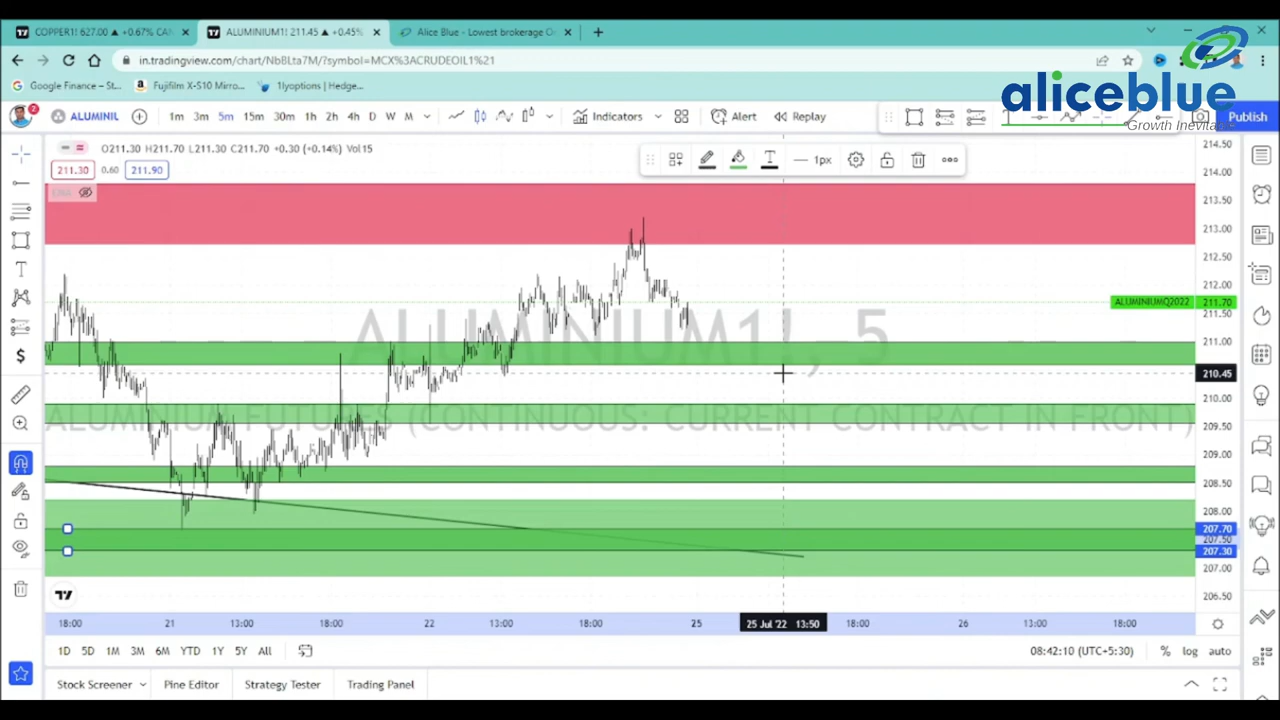 COPPER1! 627.00 ▲ +0.67% CAN
ALUMINIUM1! 211.45 ▲ +0.45%
Alice Blue - Lowest brokerage O
in.tradingview.com/chart/NbBLta7M/?symbol=MCX%3ACRUDEOIL1%21
Google Finance – St...
Fujifilm X-S10 Mirro...
1lyoptions | Hedge...
aliceblue
Growth Inevita
2
ALUMINIU
1m 3m 5m 15m 30m 1h 2h 4h D W M
Indicators
Alert
Replay
Publish
O211.30 H211.70 L211.30 C211.70 +0.30 (+0.14%) Vol15
211.30 0.60 211.90
1px
214.50
214.00
213.50
213.00
212.50
212.00
ALUMINIUMQ2022 211.70
211.50
211.00
210.45
210.00
209.50
209.00
208.50
208.00
207.70
207.50
207.30
207.00
206.50
ALUMINIUM1!, 5
ALUMINIUM FUTURES (CONTINUOUS: CURRENT CONTRACT IN FRONT)
18:00 21 13:00 18:00 22 13:00 18:00 25 25 Jul '22 13:50 18:00 26 13:00 18:00
1D 5D 1M 3M 6M YTD 1Y 5Y All
08:42:10 (UTC+5:30) % log auto
Stock Screener Pine Editor Strategy Tester Trading Panel